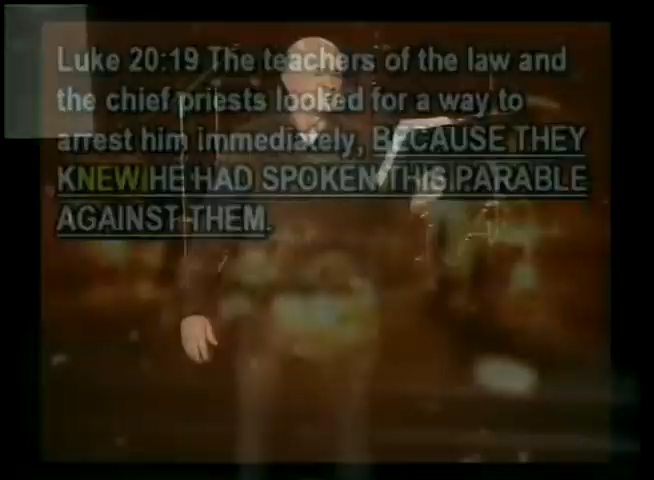 Luke 20:19 The teachers of the law and
the chief priests looked for a way to
arrest him immediately, BECAUSE THEY
KNEW HE HAD SPOKEN THIS PARABLE
AGAINST THEM.